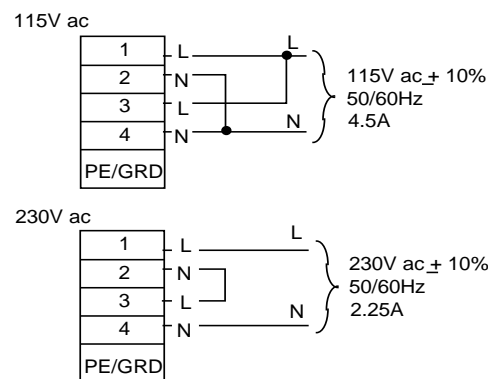 115V ac
1 L L
2 N
3 L
4 N N
PE/GRD
115V ac ± 10%
50/60Hz
4.5A
230V ac
1 L L
2 N
3 L
4 N N
PE/GRD
230V ac ± 10%
50/60Hz
2.25A